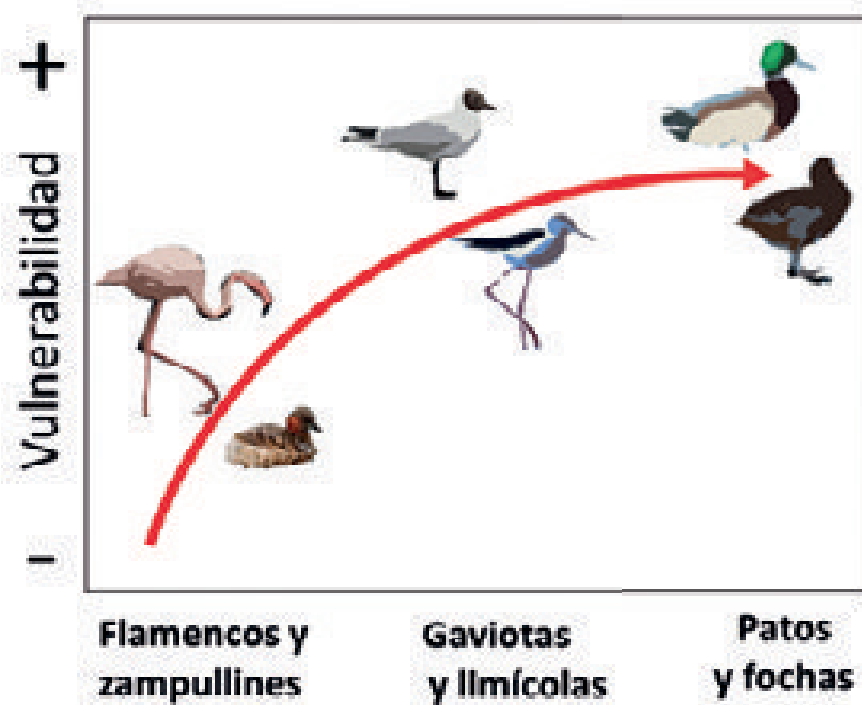 +
Vulnerabilidad
-
Flamencos y
zampullines
Gaviotas
y limícolas
Patos
y fochas